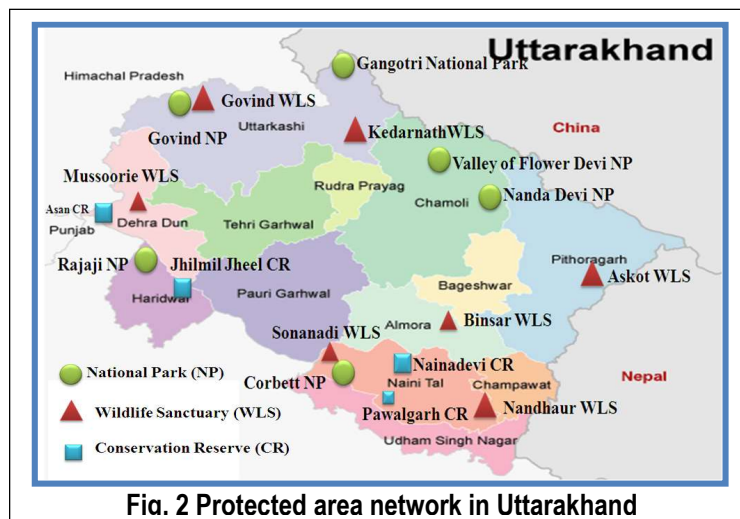 Uttarakhand
Gangotri National Park
Himachal Pradesh
Govind WLS
Uttarkashi
Govind NP
KedarnathWLS
China
Valley of Flower Devi NP
Mussoorie WLS
Rudra Prayag
Nanda Devi NP
Chamoli
Asan CR
Punjab
Dehra Dun
Tehri Garhwal
Rajaji NP
Jhilmil Jheel CR
Pithoragarh
Askot WLS
Haridwar
Pauri Garhwal
Bageshwar
Sonanadi WLS
Almora
Binsar WLS
National Park (NP)
Corbett NP
Nainadevi CR
Naini Tal
Champawat
Nepal
Wildlife Sanctuary (WLS)
Pawalgarh CR
Nandhaur WLS
Conservation Reserve (CR)
Udham Singh Nagar
Fig. 2 Protected area network in Uttarakhand